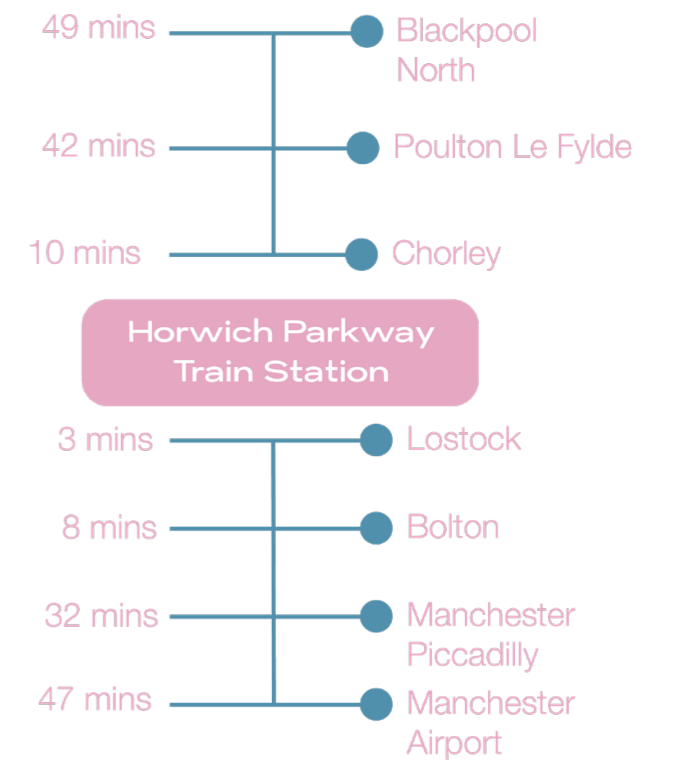 49 mins Blackpool
North
42 mins Poulton Le Fylde
10 mins Chorley
Horwich Parkway
Train Station
3 mins Lostock
8 mins Bolton
32 mins Manchester
Piccadilly
47 mins Manchester
Airport